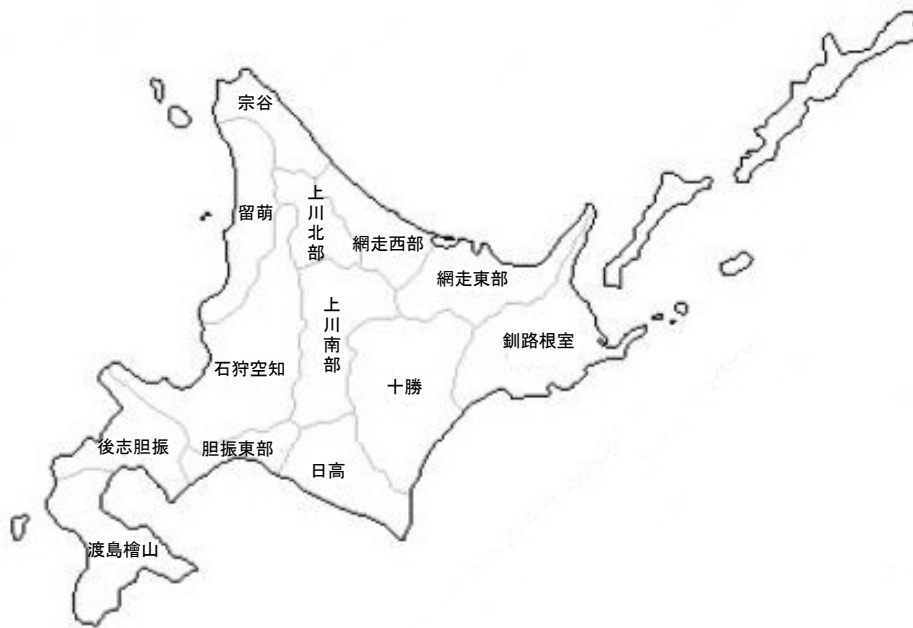 宗谷
上川北部
留萌
網走西部
網走東部
上川南部
釧路根室
石狩空知
十勝
後志胆振
胆振東部
日高
渡島檜山